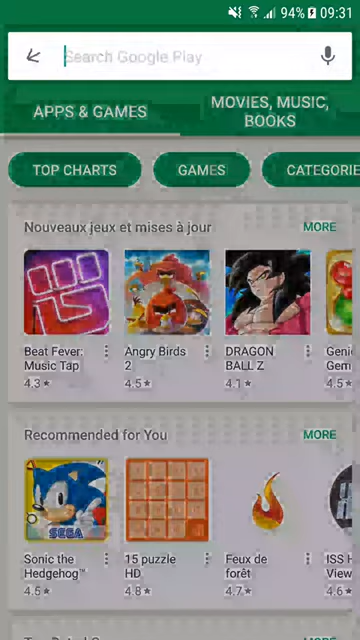 94% 09:31
Search Google Play
APPS & GAMES
MOVIES, MUSIC,
BOOKS
TOP CHARTS
GAMES
CATEGORIE
Nouveaux jeux et mises à jour
MORE
Beat Fever:
Music Tap
4.3★
Angry Birds
2
4.5★
DRAGON
BALL Z
4.1★
Geni
Gem
4.5★
Recommended for You
MORE
SEGA
Sonic the
Hedgehog™
4.5★
15 puzzle
HD
4.8★
Feux de
forêt
4.7★
ISS H
View
4.6★